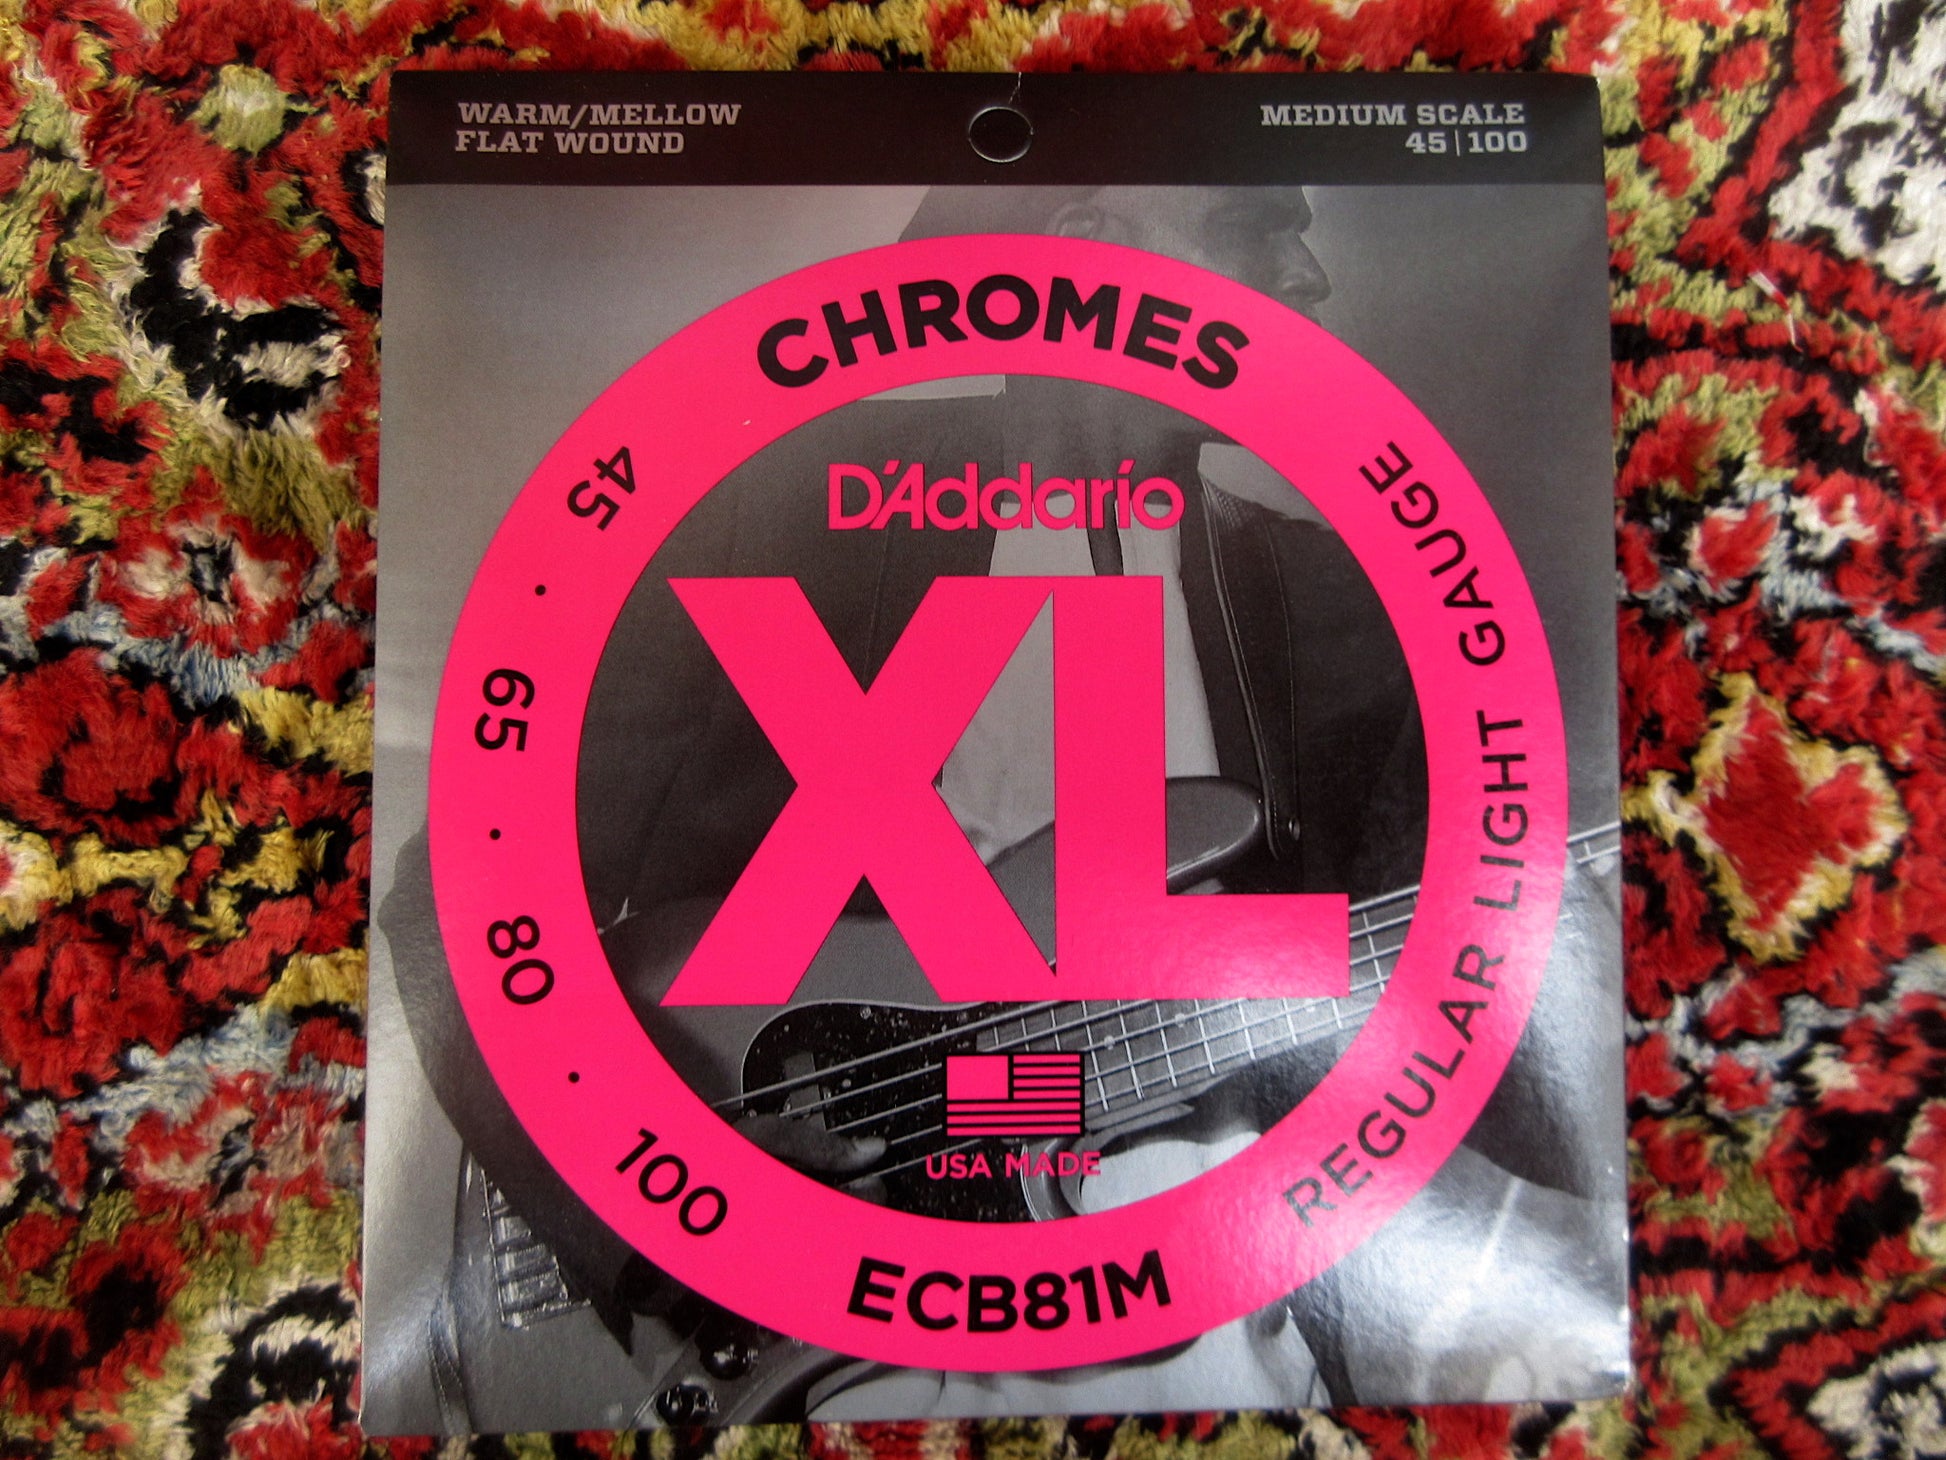 WARM/MELLOW
FLAT WOUND
MEDIUM SCALE
45|100
CHROMES
D'Addario
XL
45 · 65 · 80 · 100
REGULAR LIGHT GAUGE
USA MADE
ECB81M